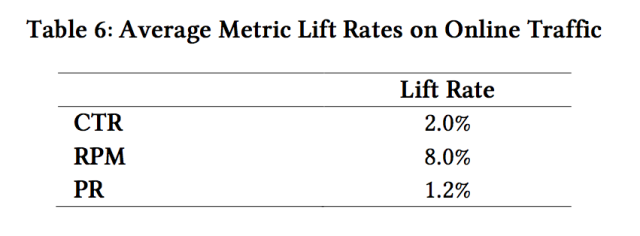 Table 6: Average Metric Lift Rates on Online Traffic
Lift Rate
CTR 2.0%
RPM 8.0%
PR 1.2%